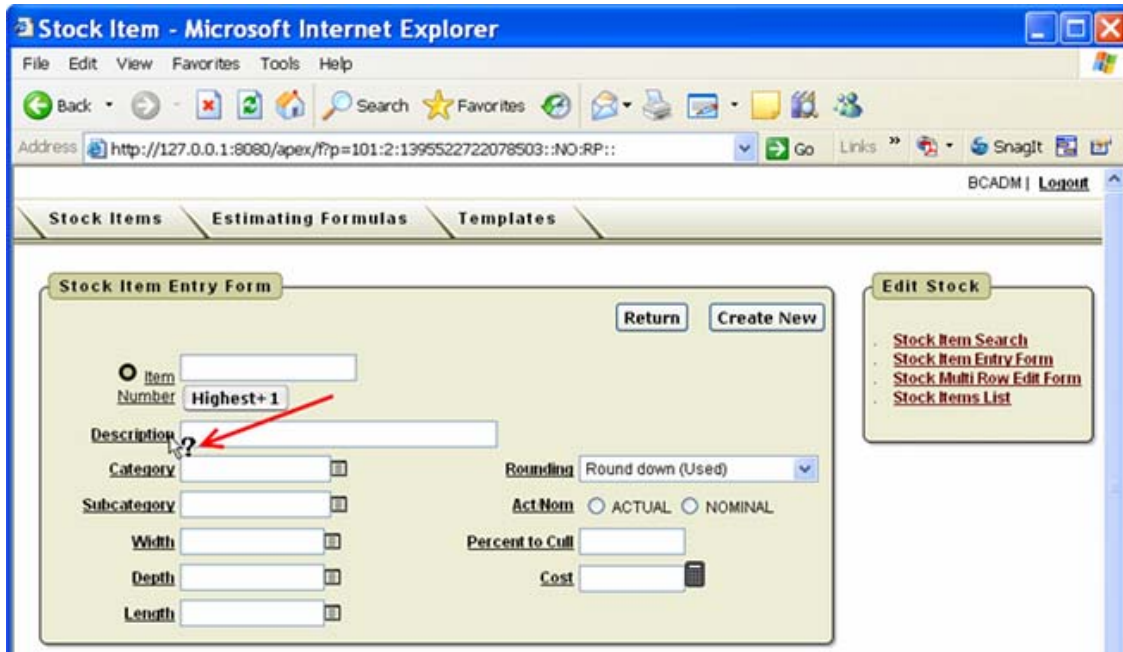 Stock Item - Microsoft Internet Explorer
File Edit View Favorites Tools Help
Back Search Favorites
Address http://127.0.0.1:8080/apex/f?p=101:2:1395522722078503::NO:RP:: Go Links » SnagIt
BCADM | Logout
Stock Items Estimating Formulas Templates
Stock Item Entry Form
Return Create New
Item
Number Highest+1
Description ?
Category Rounding Round down (Used)
Subcategory Act Nom ACTUAL NOMINAL
Width Percent to Cull
Depth Cost
Length
Edit Stock
. Stock Item Search
. Stock Item Entry Form
. Stock Multi Row Edit Form
. Stock Items List